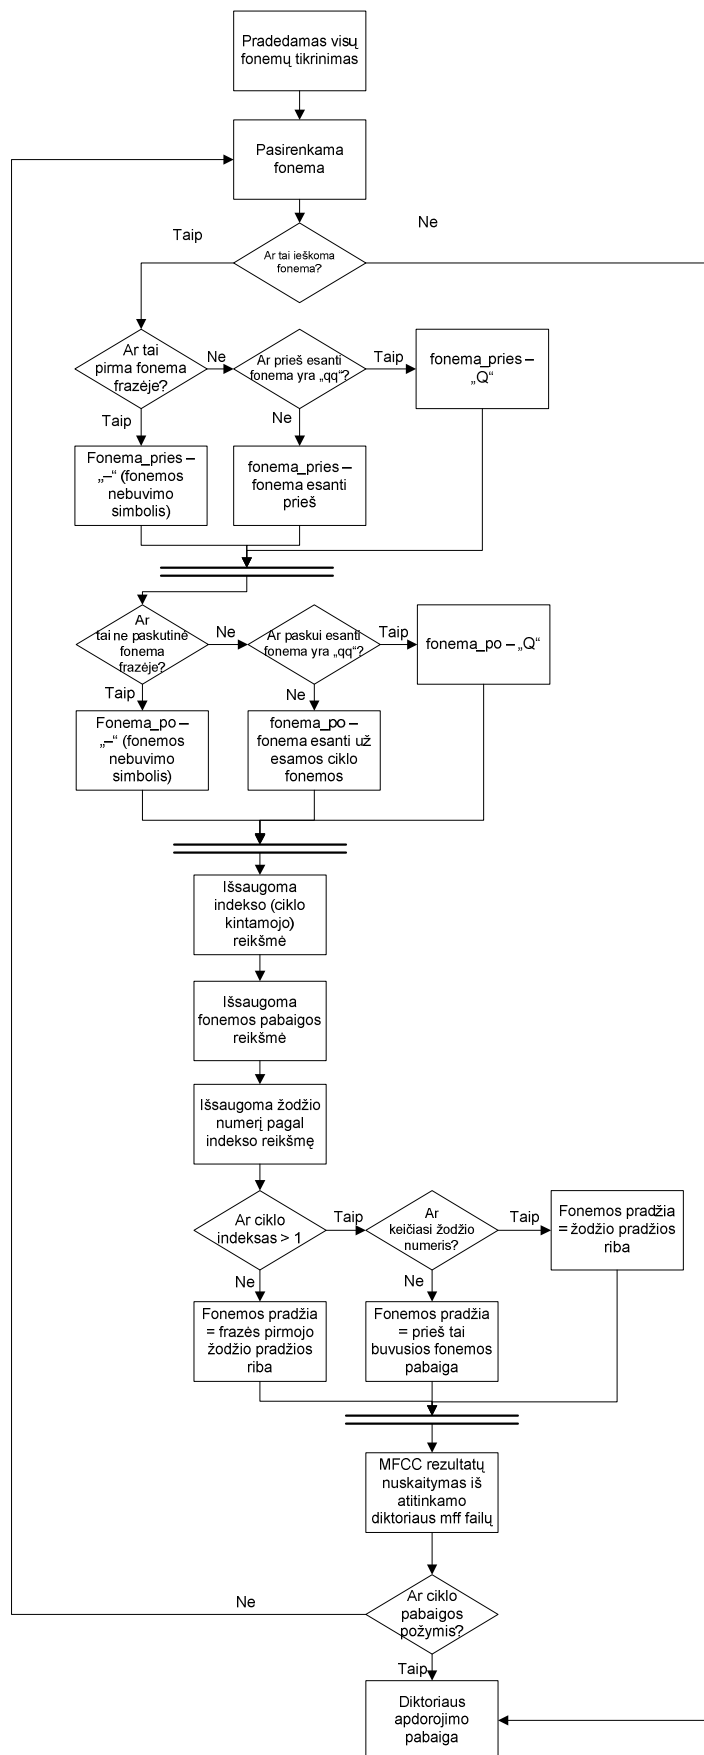 Pradedamas visų
fonemų tikrinimas
Pasirenkama
fonema
Taip
Ne
Ar tai ieškoma
fonema?
Ar tai
pirma fonema
frazėje?
Ne
Ar prieš esanti
fonema yra „qq“?
Taip
fonema_pries –
„Q“
Taip
Ne
Fonema_pries –
„–“ (fonemos
nebuvimo
simbolis)
fonema_pries –
fonema esanti
prieš
Ar
tai ne paskutinė
fonema
frazėje?
Ne
Ar paskui esanti
fonema yra „qq“?
Taip
fonema_po – „Q“
Taip
Ne
Fonema_po –
„–“ (fonemos
nebuvimo
simbolis)
fonema_po –
fonema esanti už
esamos ciklo
fonemos
Išsaugoma
indekso (ciklo
kintamojo)
reikšmė
Išsaugoma
fonemos pabaigos
reikšmė
Išsaugoma žodžio
numerį pagal
indekso reikšmę
Ar ciklo
indeksas > 1
Taip
Ar
keičiasi žodžio
numeris?
Taip
Fonemos pradžia
= žodžio pradžios
riba
Ne
Ne
Fonemos pradžia
= frazės pirmojo
žodžio pradžios
riba
Fonemos pradžia
= prieš tai
buvusios fonemos
pabaiga
MFCC rezultatų
nuskaitymas iš
atitinkamo
diktoriaus mff failų
Ne
Ar ciklo
pabaigos
požymis?
Taip
Diktoriaus
apdorojimo
pabaiga